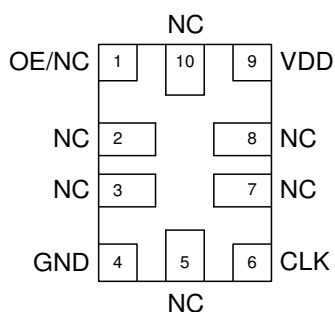 NC
OE/NC 1 10 9 VDD
NC 2 8 NC
NC 3 7 NC
GND 4 5 6 CLK
NC